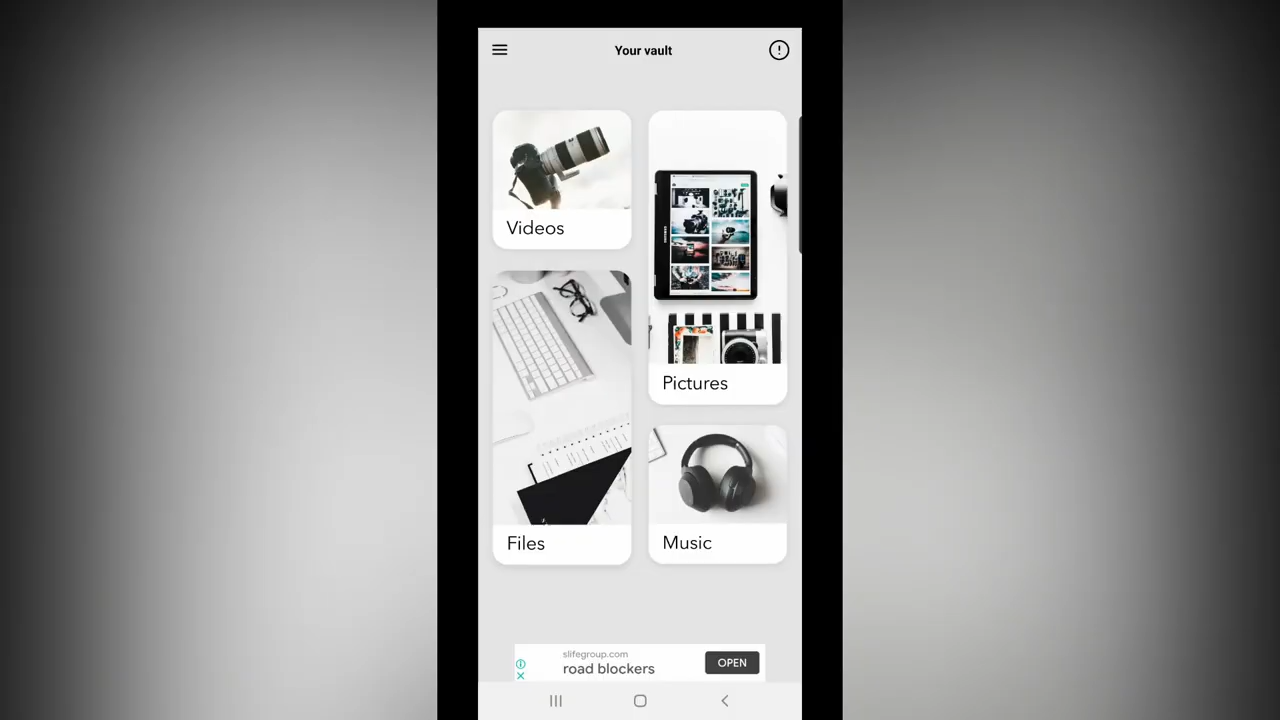 Your vault
Videos
Pictures
Files
Music
slifegroup.com
road blockers
OPEN